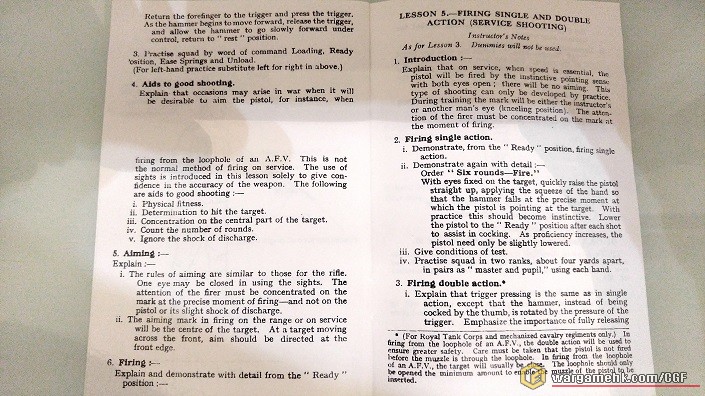 Return the forefinger to the trigger and press the trigger.
As the hammer begins to move forward, release the trigger,
and allow the hammer to go slowly forward under
control, return to " rest " position.
3. Practise squad by word of command Loading, Ready
Position, Ease Springs and Unload.
(For left-hand practice substitute left for right in above.)
4. Aids to good shooting.
Explain that occasions may arise in war when it will
be desirable to aim the pistol, for instance, when
firing from the loophole of an A.F.V. This is not
the normal method of firing on service. The use of
sights is introduced in this lesson solely to give con-
fidence in the accuracy of the weapon. The following
are aids to good shooting :—
i. Physical fitness.
ii. Determination to hit the target.
iii. Concentration on the central part of the target.
iv. Count the number of rounds.
v. Ignore the shock of discharge.
5. Aiming :—
Explain :—
i. The rules of aiming are similar to those for the rifle.
One eye may be closed in using the sights. The
attention of the firer must be concentrated on the
mark at the precise moment of firing—and not on the
pistol or its slight shock of discharge.
ii. The aiming mark in firing on the range or on service
will be the centre of the target. At a target moving
across the front, aim should be directed at the
front edge.
6. Firing :—
Explain and demonstrate with detail from the " Ready "
position :—
LESSON 5.—FIRING SINGLE AND DOUBLE
ACTION (SERVICE SHOOTING)
Instructor's Notes
As for Lesson 3. Dummies will not be used.
1. Introduction :—
Explain that on service, when speed is essential, the
pistol will be fired by the instinctive pointing sense
with both eyes open ; there will be no aiming. This
type of shooting can only be developed by practice.
During training the mark will be either the instructor's
or another man's eye (kneeling position). The atten-
tion of the firer must be concentrated on the mark at
the moment of firing.
2. Firing single action.
i. Demonstrate, from the " Ready " position, firing single
action.
ii. Demonstrate again with detail :—
Order " Six rounds—Fire."
With eyes fixed on the target, quickly raise the pistol
straight up, applying the squeeze of the hand so
that the hammer falls at the precise moment at
which the pistol is pointing at the target. With
practice this should become instinctive. Lower
the pistol to the " Ready " position after each shot
to assist in cocking. As proficiency increases, the
pistol need only be slightly lowered.
iii. Give conditions of test.
iv. Practise squad in two ranks, about four yards apart,
in pairs as " master and pupil," using each hand.
3. Firing double action.*
i. Explain that trigger pressing is the same as in single
action, except that the hammer, instead of being
cocked by the thumb, is rotated by the pressure of the
trigger. Emphasize the importance of fully releasing
* (For Royal Tank Corps and mechanized cavalry regiments only.) In
firing from the loophole of an A.F.V., the double action will be used to
ensure greater safety. Care must be taken that the pistol is not fired
before the muzzle is through the loophole. In firing from the loophole
of an A.F.V., the target will usually be close. The loophole should only
be opened the minimum amount to enable the muzzle of the pistol to be
inserted.
wargamehk.com/CGF